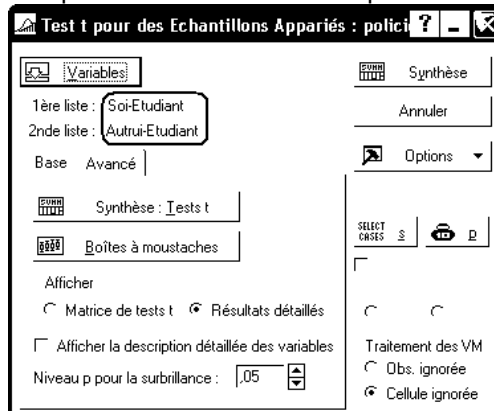 Test t pour des Echantillons Appariés : polici ? _ X
Variables
1ère liste : Soi-Etudiant
2nde liste : Autrui-Etudiant
Base Avancé
Synthèse : Tests t
Boîtes à moustaches
Afficher
Matrice de tests t Résultats détaillés
Afficher la description détaillée des variables
Niveau p pour la surbrillance : ,05
SUMM Synthèse
Annuler
Options
SELECT CASES S D
Traitement des VM
Obs. ignorée
Cellule ignorée